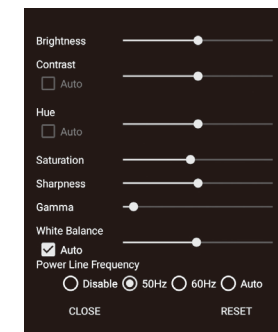 Brightness
Contrast
Auto
Hue
Auto
Saturation
Sharpness
Gamma
White Balance
Auto
Power Line Frequency
Disable 50Hz 60Hz Auto
CLOSE RESET